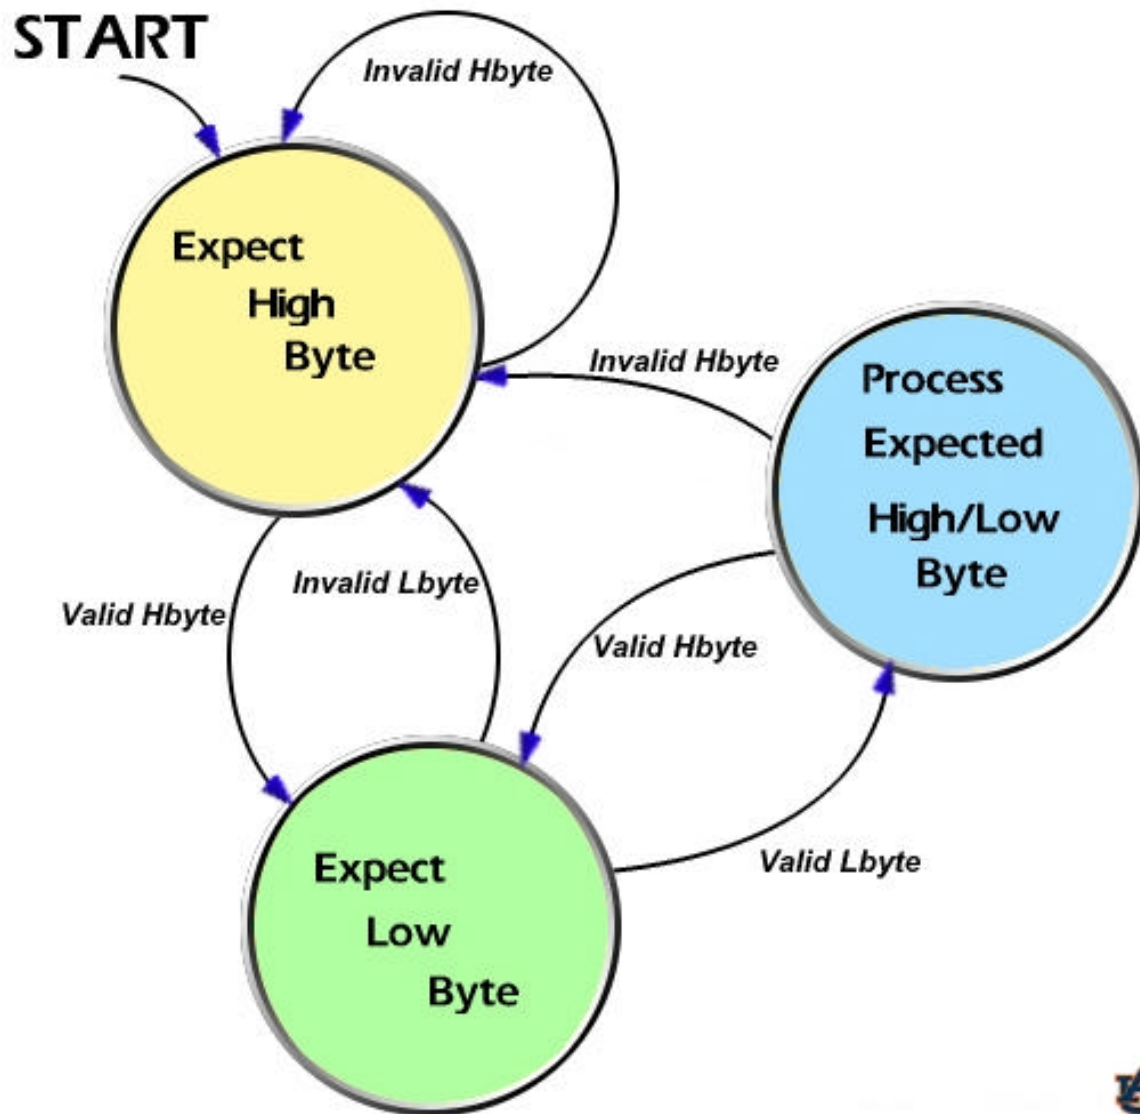 START
Invalid Hbyte
Expect
High
Byte
Invalid Hbyte
Process
Expected
High/Low
Byte
Valid Hbyte
Invalid Lbyte
Valid Hbyte
Valid Lbyte
Expect
Low
Byte